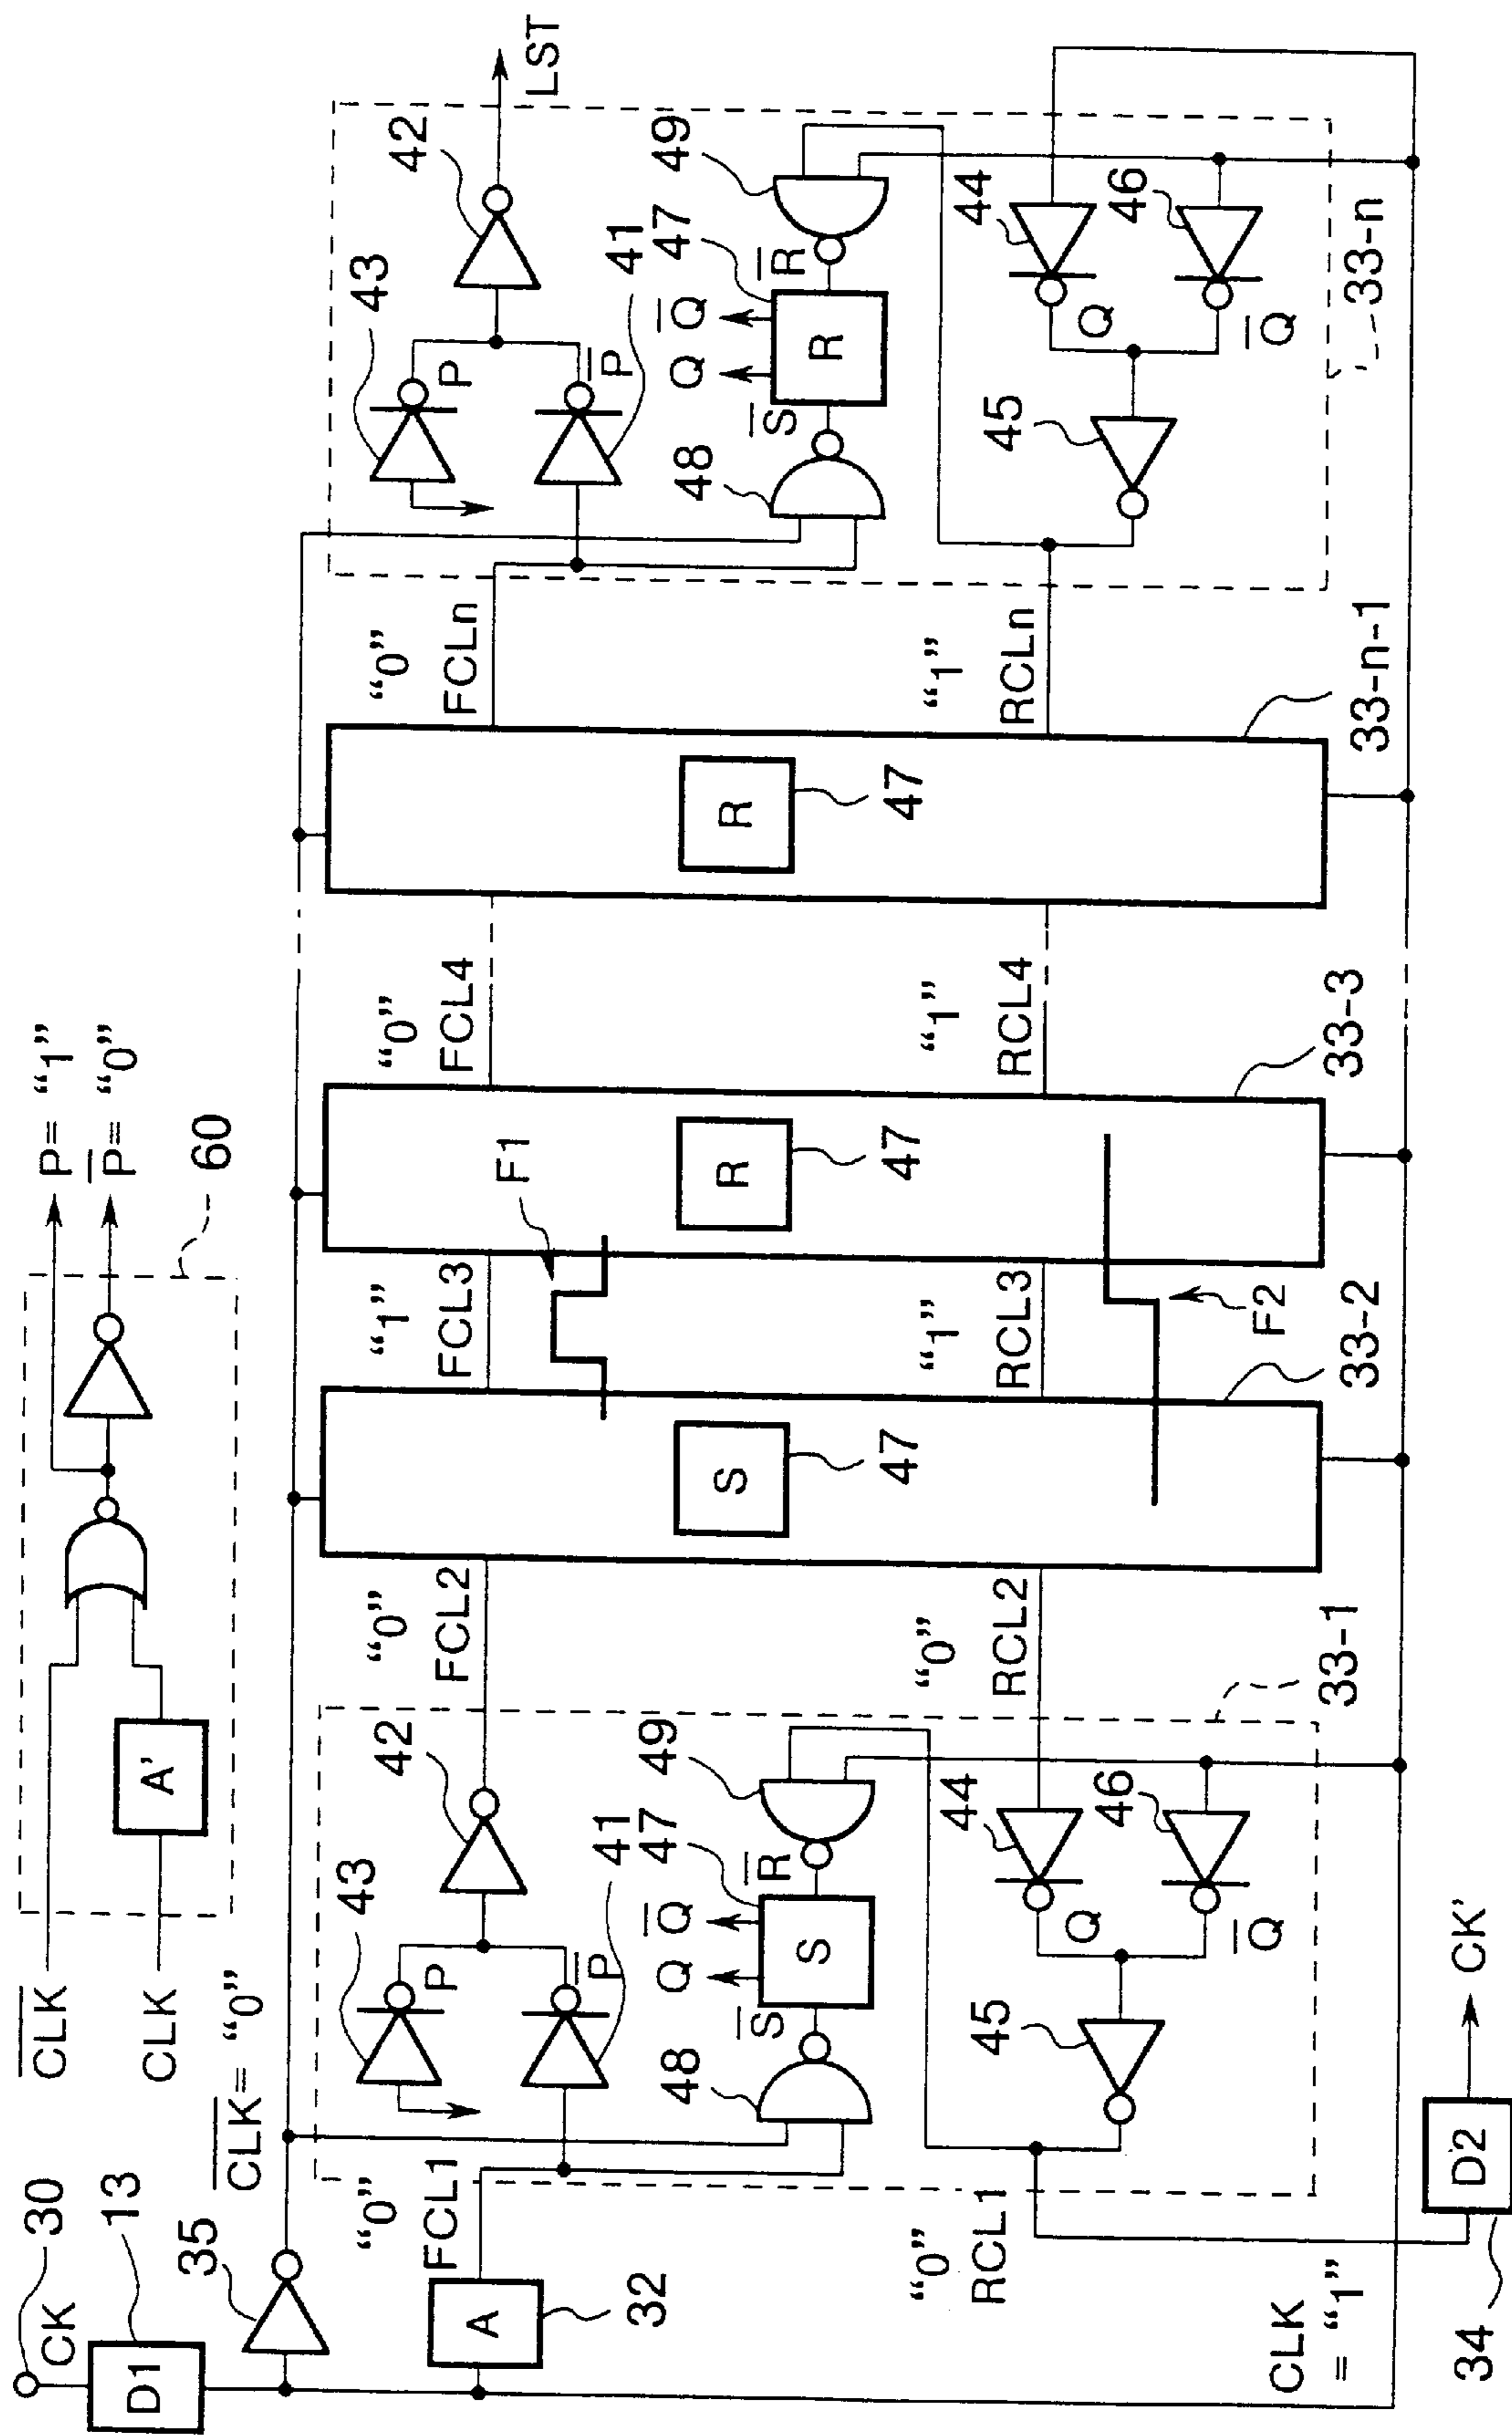 30
CK
D1
13
35
A
32
CLK
CLK
CLK= “0”
A'
P= “1”
P= “0”
60
“0”
FCL1
“0”
RCL1
CLK
= “1”
34
D2
CK'
43
P
42
41
P
47
Q
Q
S
S
R
48
49
44
Q
46
Q
45
33-1
“0”
FCL2
“0”
RCL2
S
47
33-2
“1”
FCL3
F1
“1”
RCL3
F2
R
47
33-3
“0”
FCL4
“1”
RCL4
R
47
33-n-1
“0”
FCLn
“1”
RCLn
43
P
42
LST
41
P
47
Q
Q
S
R
R
48
49
44
Q
46
Q
45
33-n